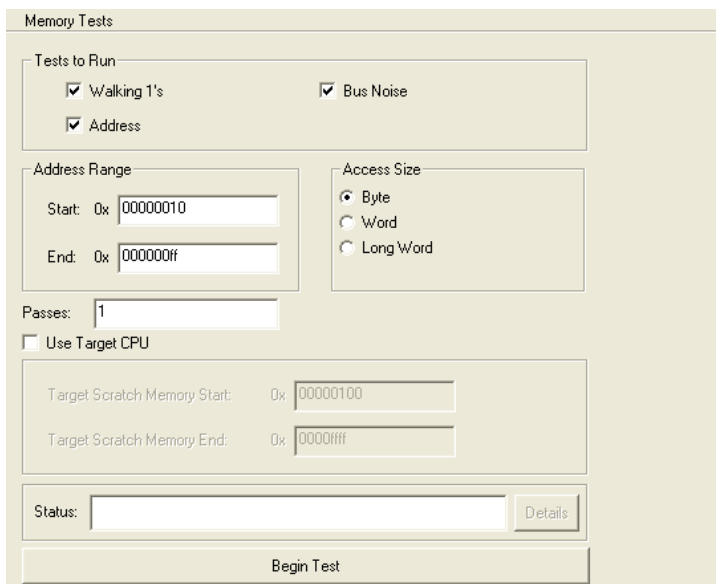 Memory Tests
Tests to Run
Walking 1's Bus Noise
Address
Address Range Access Size
Start: 0x 00000010 Byte
Word
End: 0x 000000ff Long Word
Passes: 1
Use Target CPU
Target Scratch Memory Start: 0x 00000100
Target Scratch Memory End: 0x 0000ffff
Status: Details
Begin Test